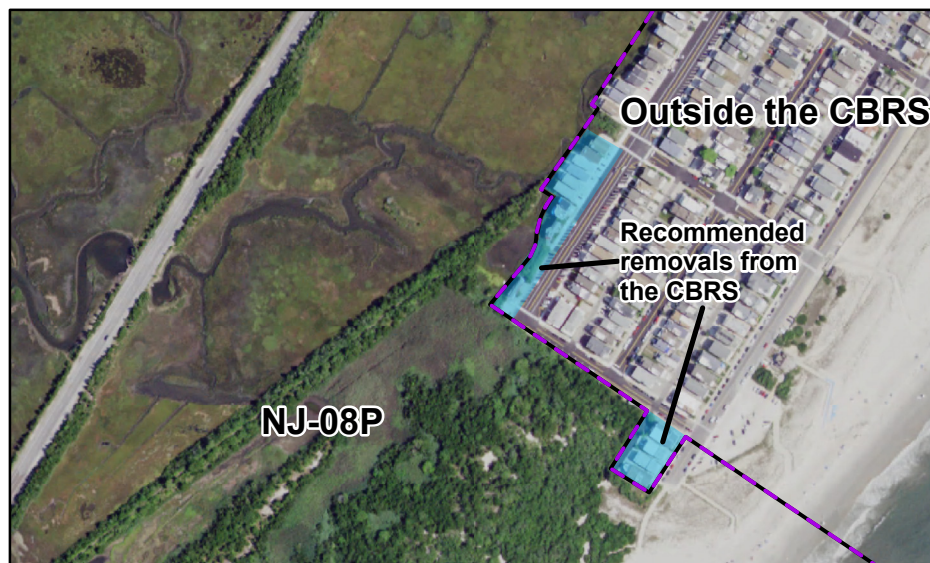 Outside the CBRS
Recommended
removals from
the CBRS
NJ-08P